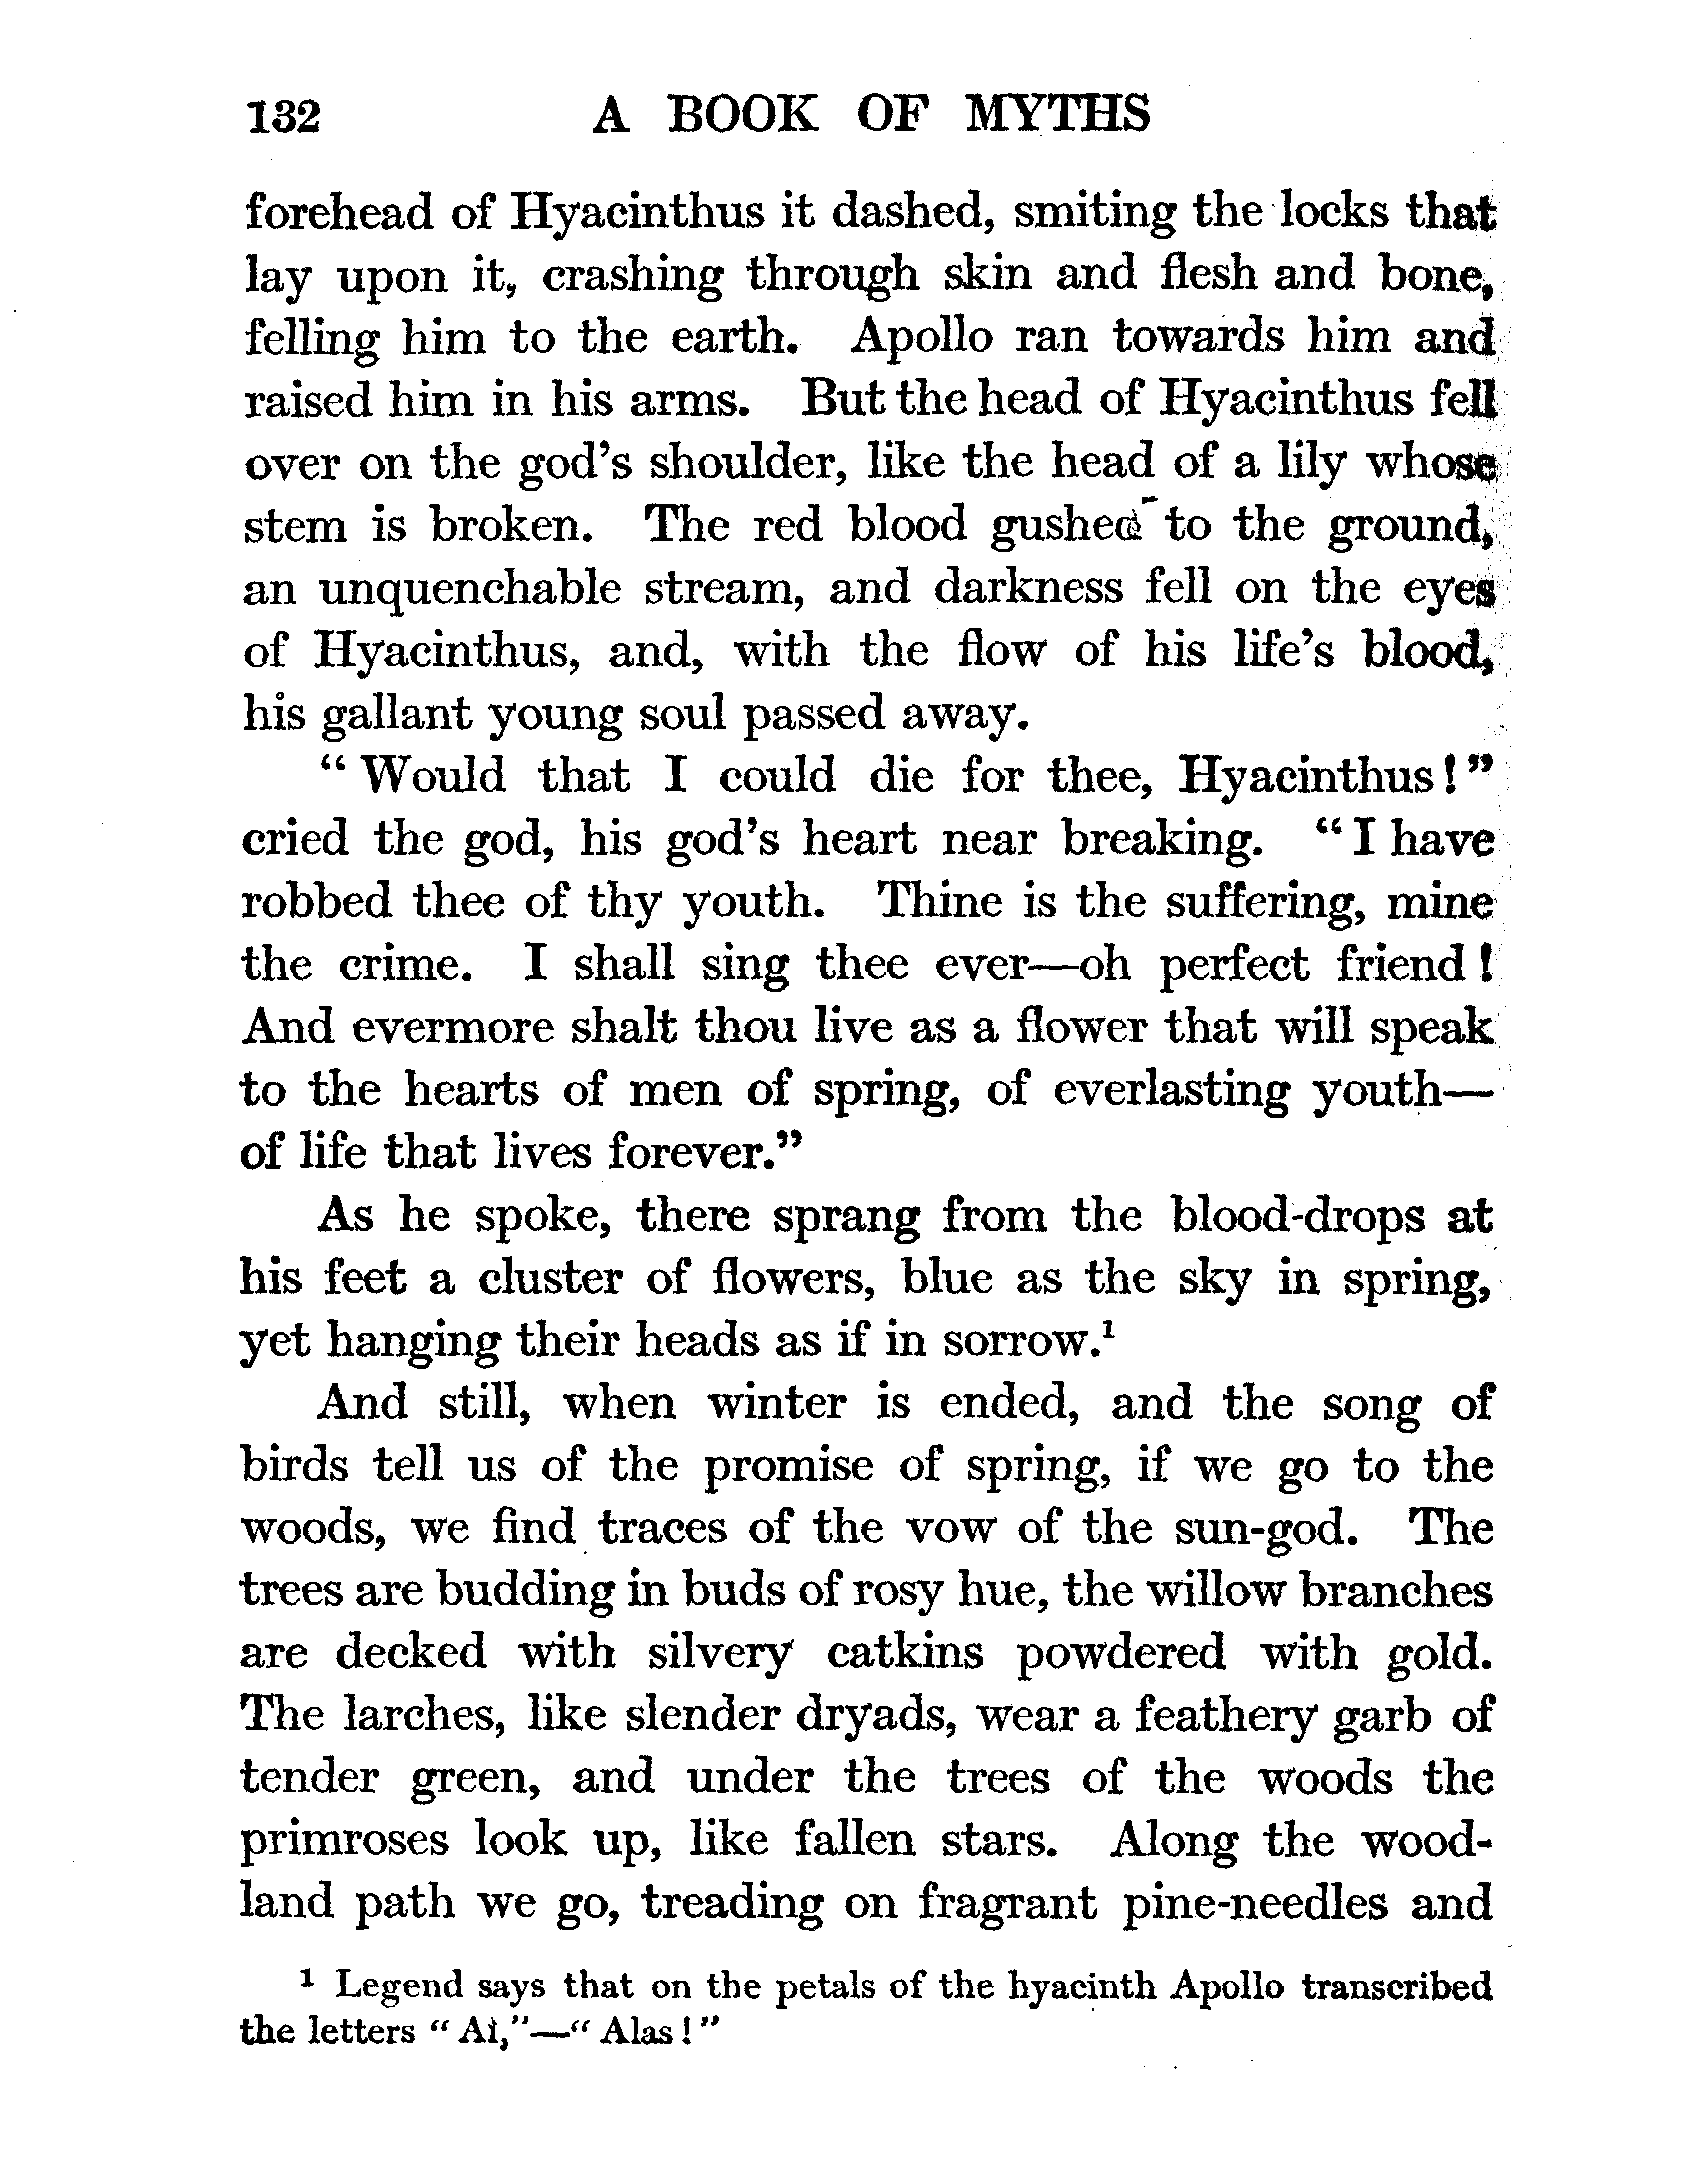 132 A BOOK OF MYTHS
forehead of Hyacinthus it dashed, smiting the locks that
lay upon it, crashing through skin and flesh and bone,
felling him to the earth. Apollo ran towards him and
raised him in his arms. But the head of Hyacinthus fell
over on the god's shoulder, like the head of a lily whose
stem is broken. The red blood gushed to the ground,
an unquenchable stream, and darkness fell on the eyes
of Hyacinthus, and, with the flow of his life's blood,
his gallant young soul passed away.
“Would that I could die for thee, Hyacinthus!”
cried the god, his god's heart near breaking. “I have
robbed thee of thy youth. Thine is the suffering, mine
the crime. I shall sing thee ever—oh perfect friend!
And evermore shalt thou live as a flower that will speak
to the hearts of men of spring, of everlasting youth—
of life that lives forever.”
As he spoke, there sprang from the blood-drops at
his feet a cluster of flowers, blue as the sky in spring,
yet hanging their heads as if in sorrow.¹
And still, when winter is ended, and the song of
birds tell us of the promise of spring, if we go to the
woods, we find traces of the vow of the sun-god. The
trees are budding in buds of rosy hue, the willow branches
are decked with silvery catkins powdered with gold.
The larches, like slender dryads, wear a feathery garb of
tender green, and under the trees of the woods the
primroses look up, like fallen stars. Along the wood-
land path we go, treading on fragrant pine-needles and
¹ Legend says that on the petals of the hyacinth Apollo transcribed
the letters “Ai,”—“Alas!”